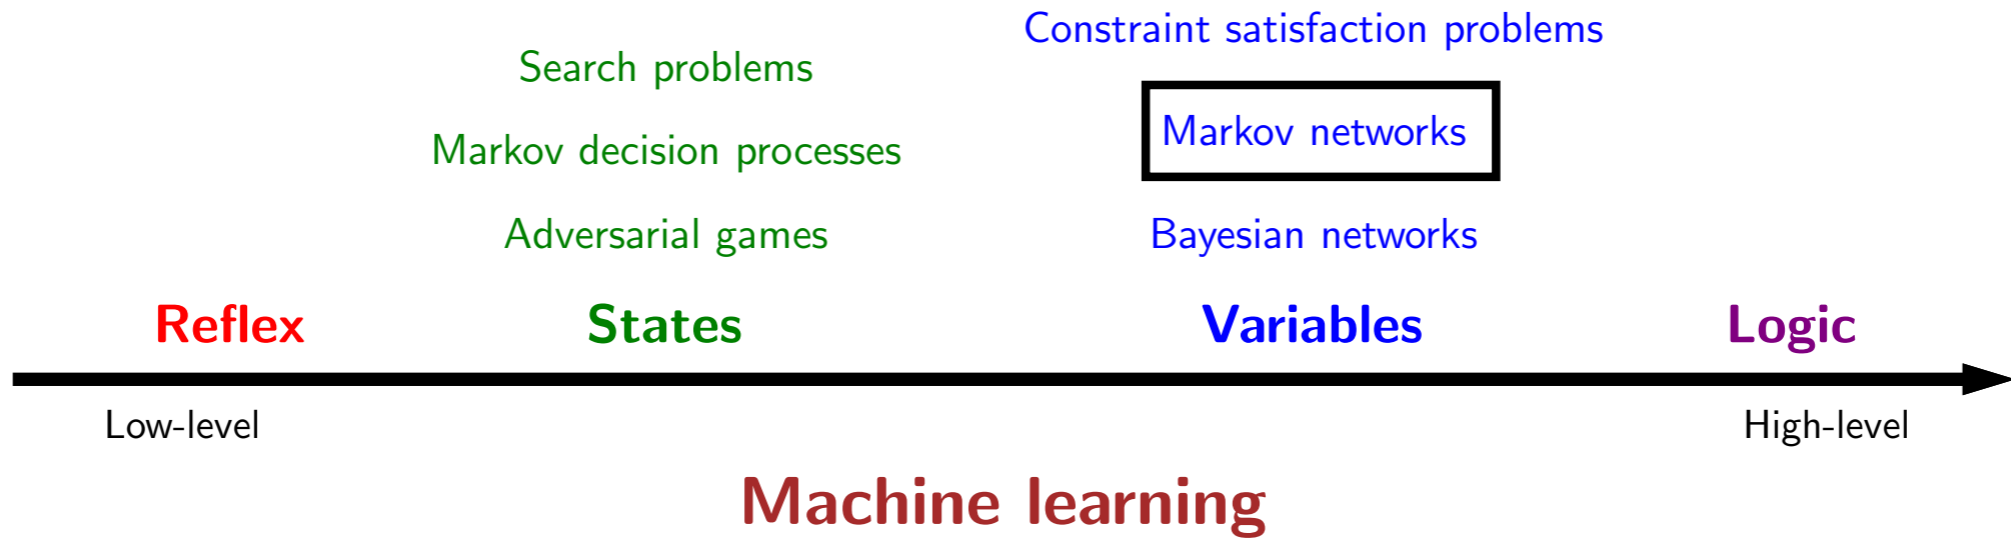 Constraint satisfaction problems
Search problems
Markov networks
Markov decision processes
Adversarial games
Bayesian networks
Reflex
States
Variables
Logic
Low-level
High-level
Machine learning